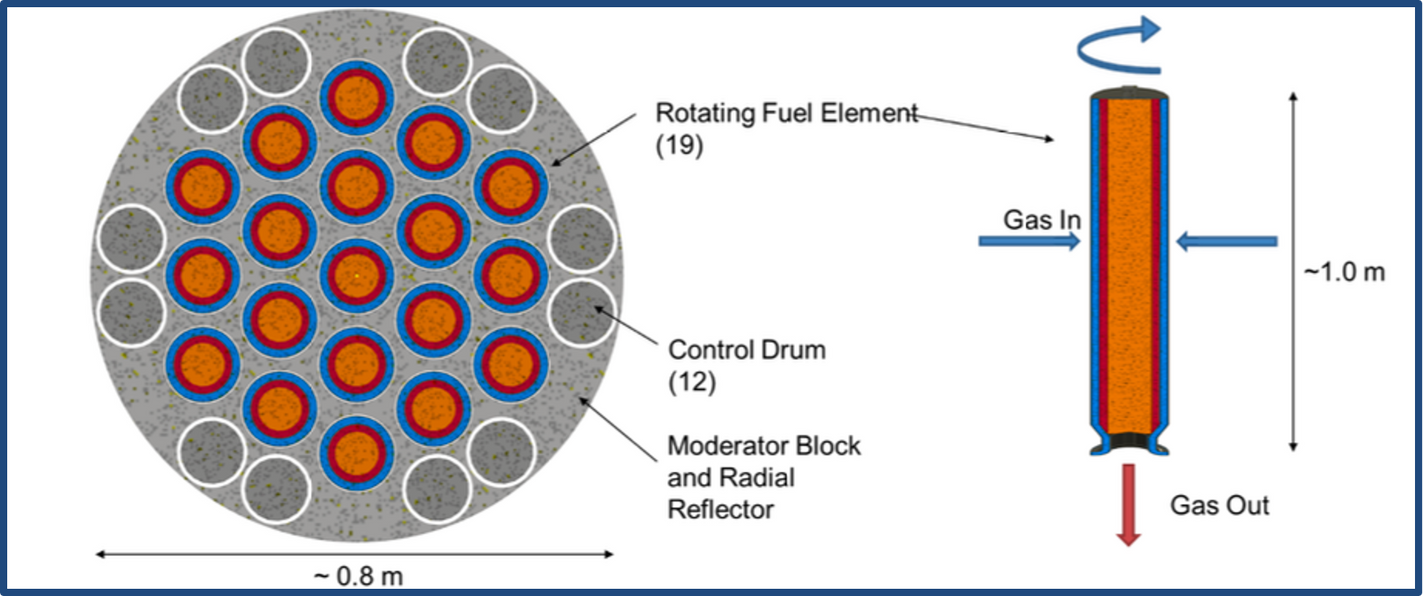 Rotating Fuel Element
(19)
Gas In
~1.0 m
Control Drum
(12)
Moderator Block
and Radial
Reflector
Gas Out
~ 0.8 m